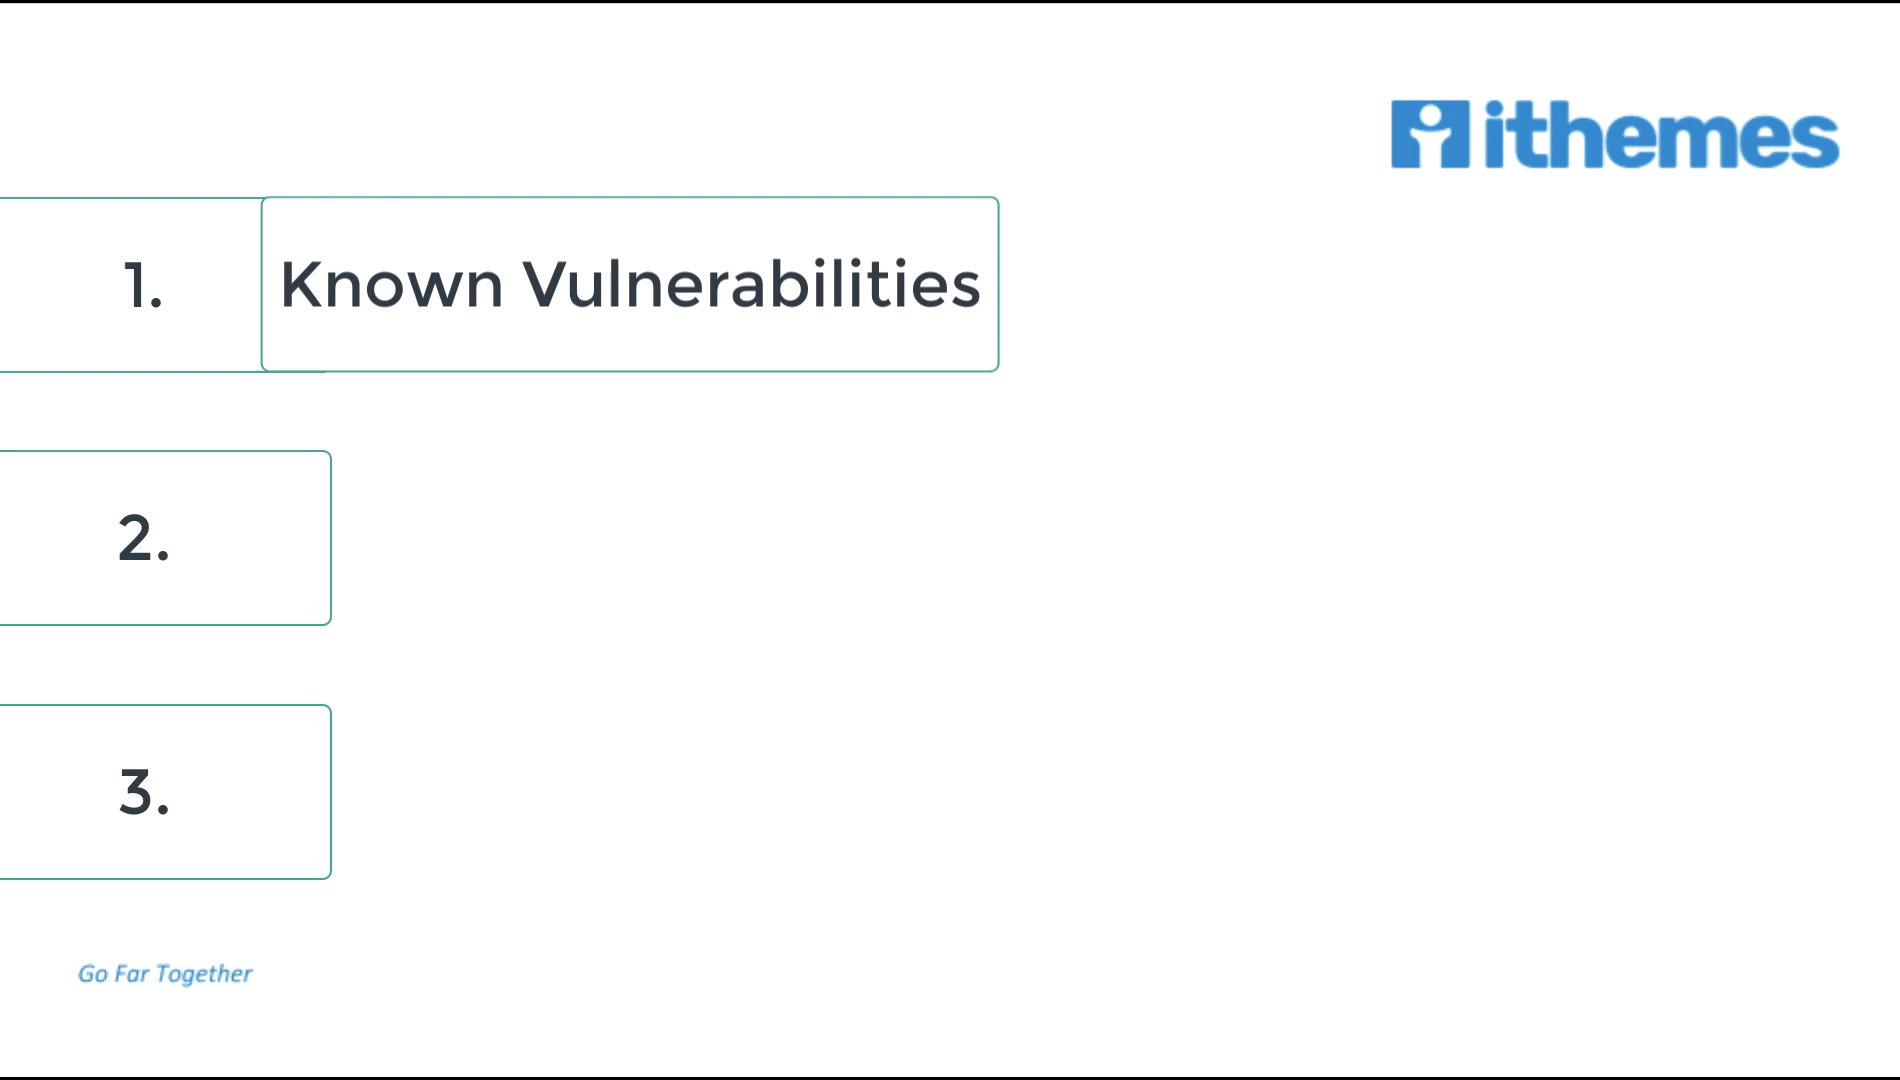 ithemes
1. Known Vulnerabilities
2.
3.
Go Far Together